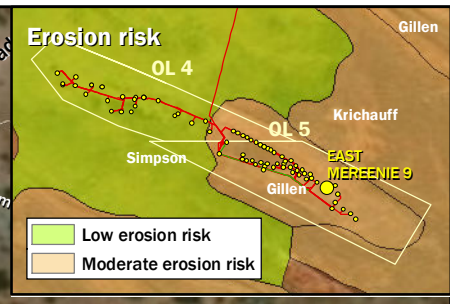 Erosion risk
Gillen
OL 4
Krichauff
OL 5
Simpson
EAST
MEREENIE 9
Gillen
Low erosion risk
Moderate erosion risk